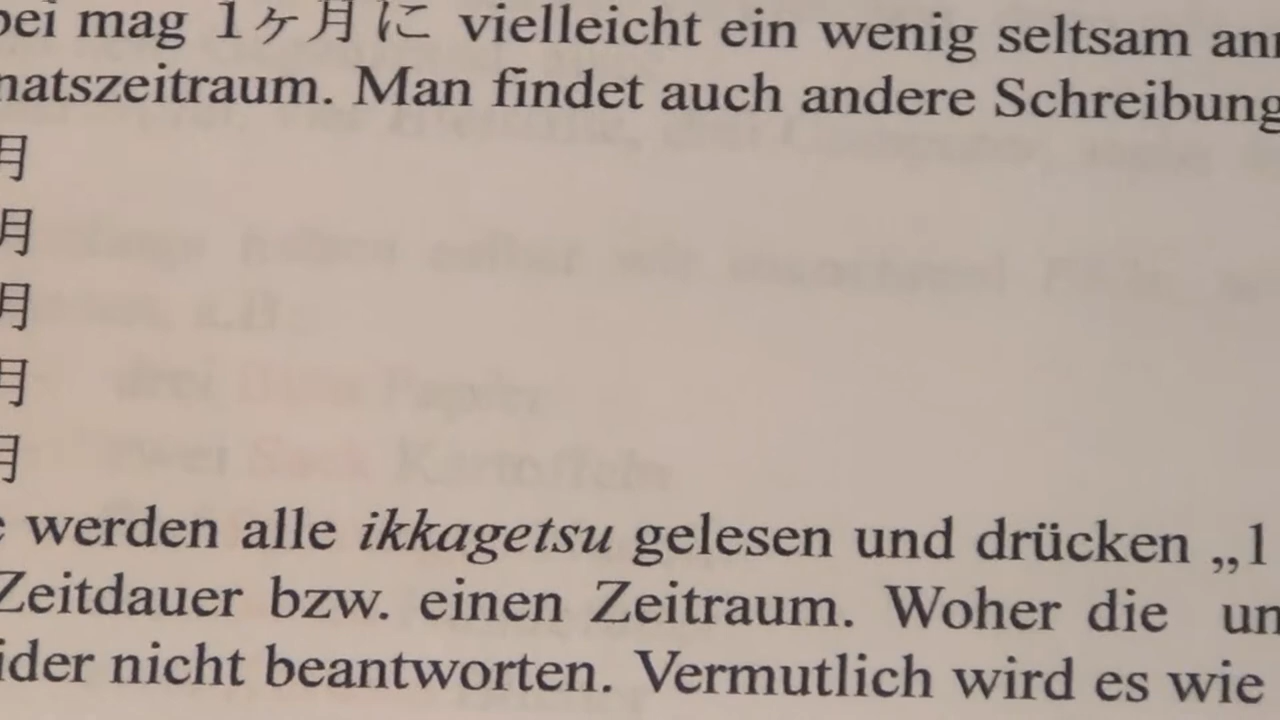 bei mag 1ヶ月に vielleicht ein wenig seltsam
natszeitraum. Man findet auch andere Schreibung
月
月
月
月
月
werden alle ikkagetsu gelesen und drücken „1
Zeitdauer bzw. einen Zeitraum. Woher die un
ider nicht beantworten. Vermutlich wird es wie